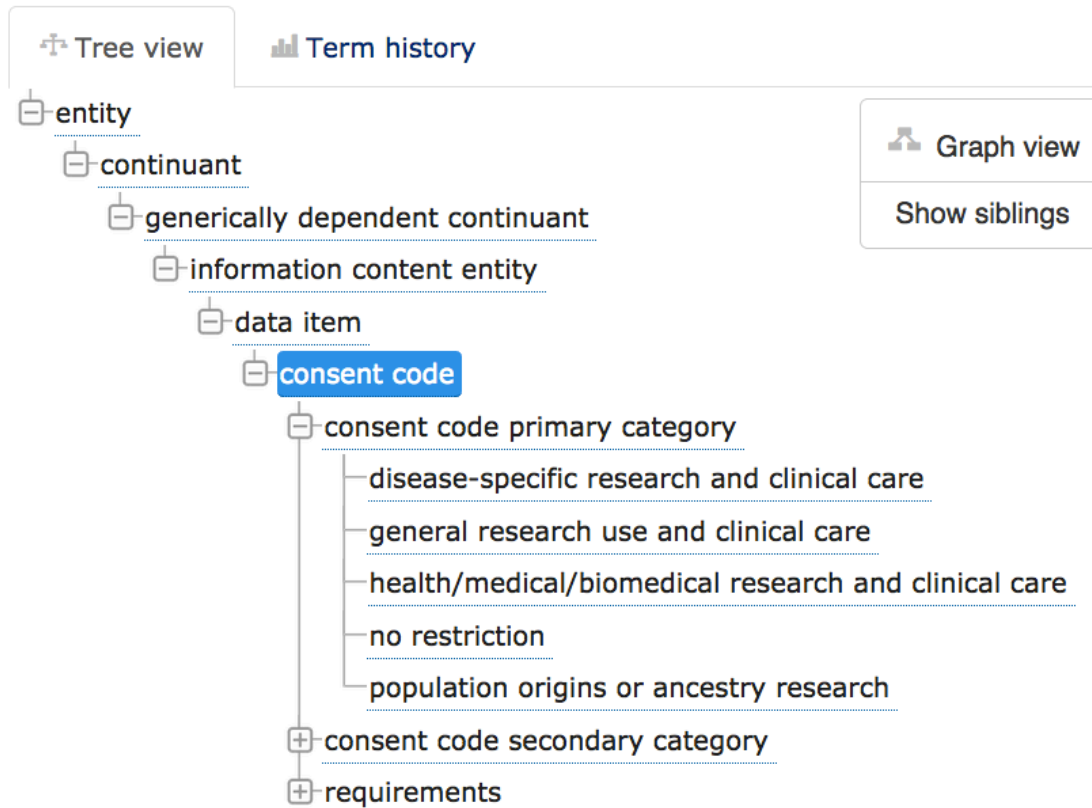 Tree view
Term history
entity
Graph view
continuant
Show siblings
generically dependent continuant
information content entity
data item
consent code
consent code primary category
disease-specific research and clinical care
general research use and clinical care
health/medical/biomedical research and clinical care
no restriction
population origins or ancestry research
consent code secondary category
requirements